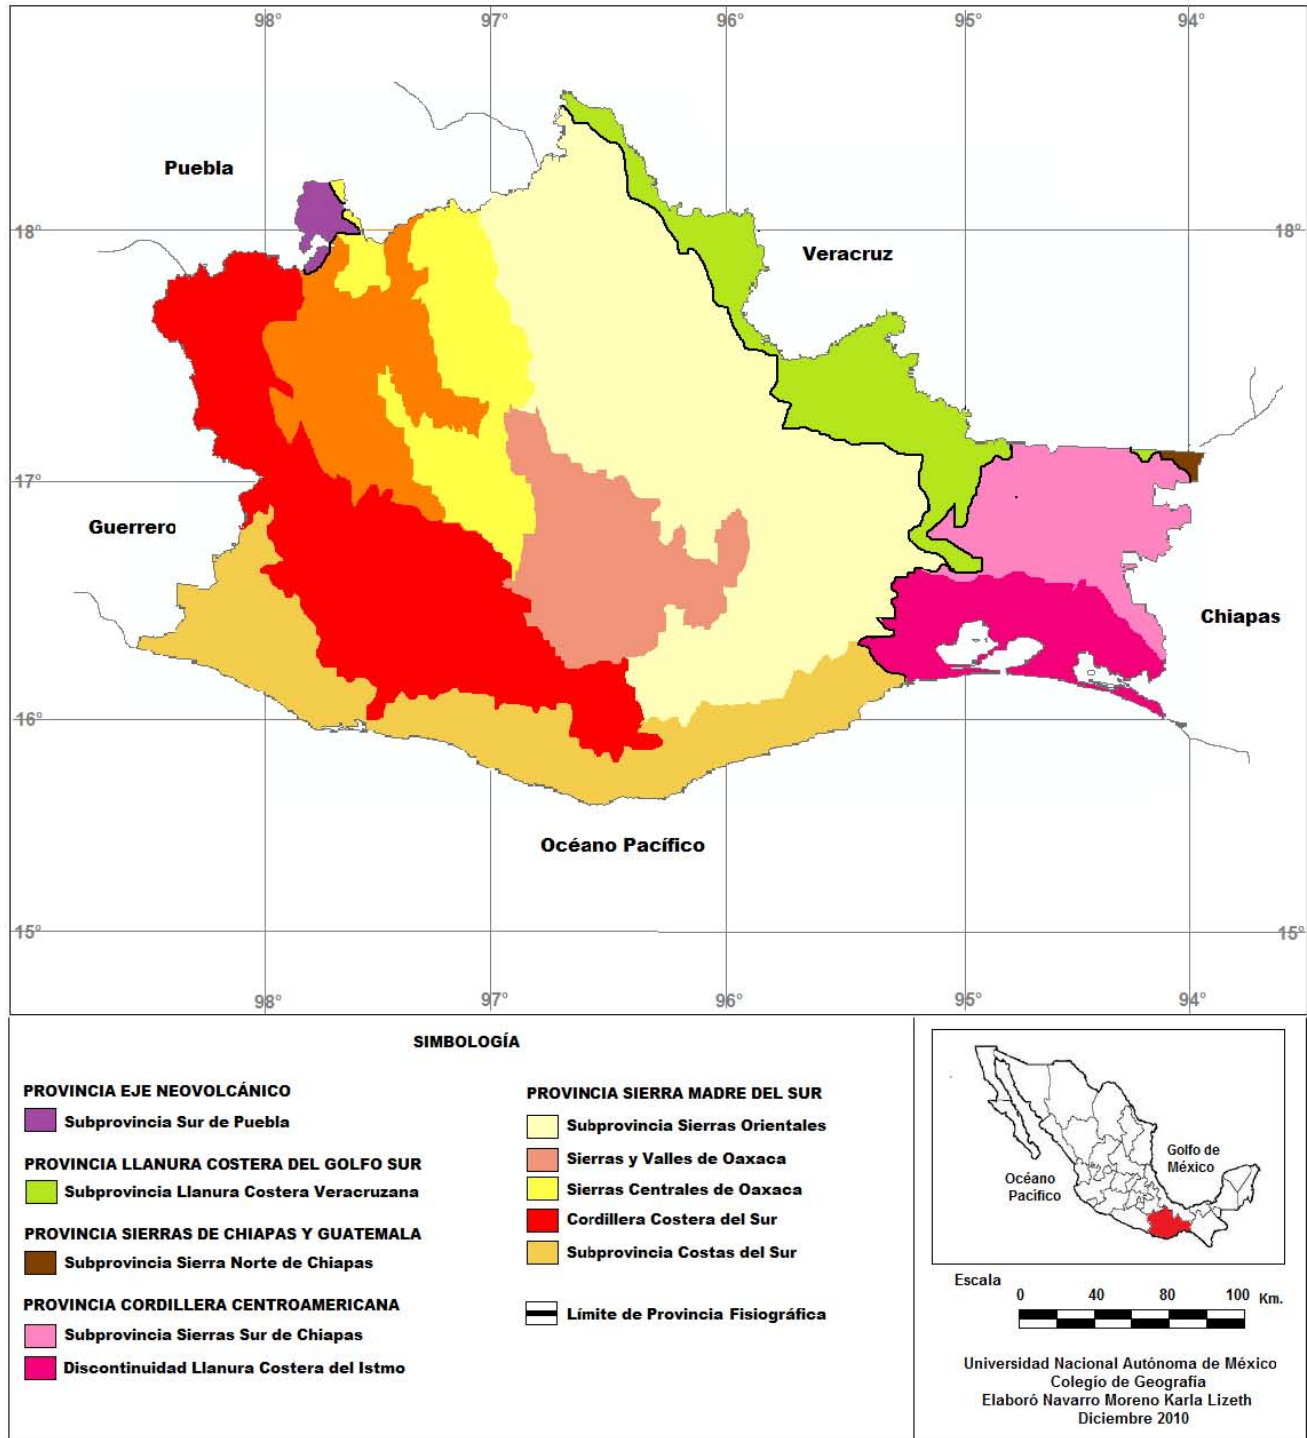 98° 97° 96° 95° 94°
Puebla
18° 18°
Veracruz
17°
Guerrero
Chiapas
16°
Océano Pacífico
15° 15°
98° 97° 96° 95° 94°
SIMBOLOGÍA
PROVINCIA EJE NEOVOLCÁNICO
Subprovincia Sur de Puebla
PROVINCIA LLANURA COSTERA DEL GOLFO SUR
Subprovincia Llanura Costera Veracruzana
PROVINCIA SIERRAS DE CHIAPAS Y GUATEMALA
Subprovincia Sierra Norte de Chiapas
PROVINCIA CORDILLERA CENTROAMERICANA
Subprovincia Sierras Sur de Chiapas
Discontinuidad Llanura Costera del Istmo
PROVINCIA SIERRA MADRE DEL SUR
Subprovincia Sierras Orientales
Sierras y Valles de Oaxaca
Sierras Centrales de Oaxaca
Cordillera Costera del Sur
Subprovincia Costas del Sur
Límite de Provincia Fisiográfica
Golfo de
México
Océano
Pacífico
Escala
0 40 80 100 Km.
Universidad Nacional Autónoma de México
Colegio de Geografía
Elaboró Navarro Moreno Karla Lizeth
Diciembre 2010